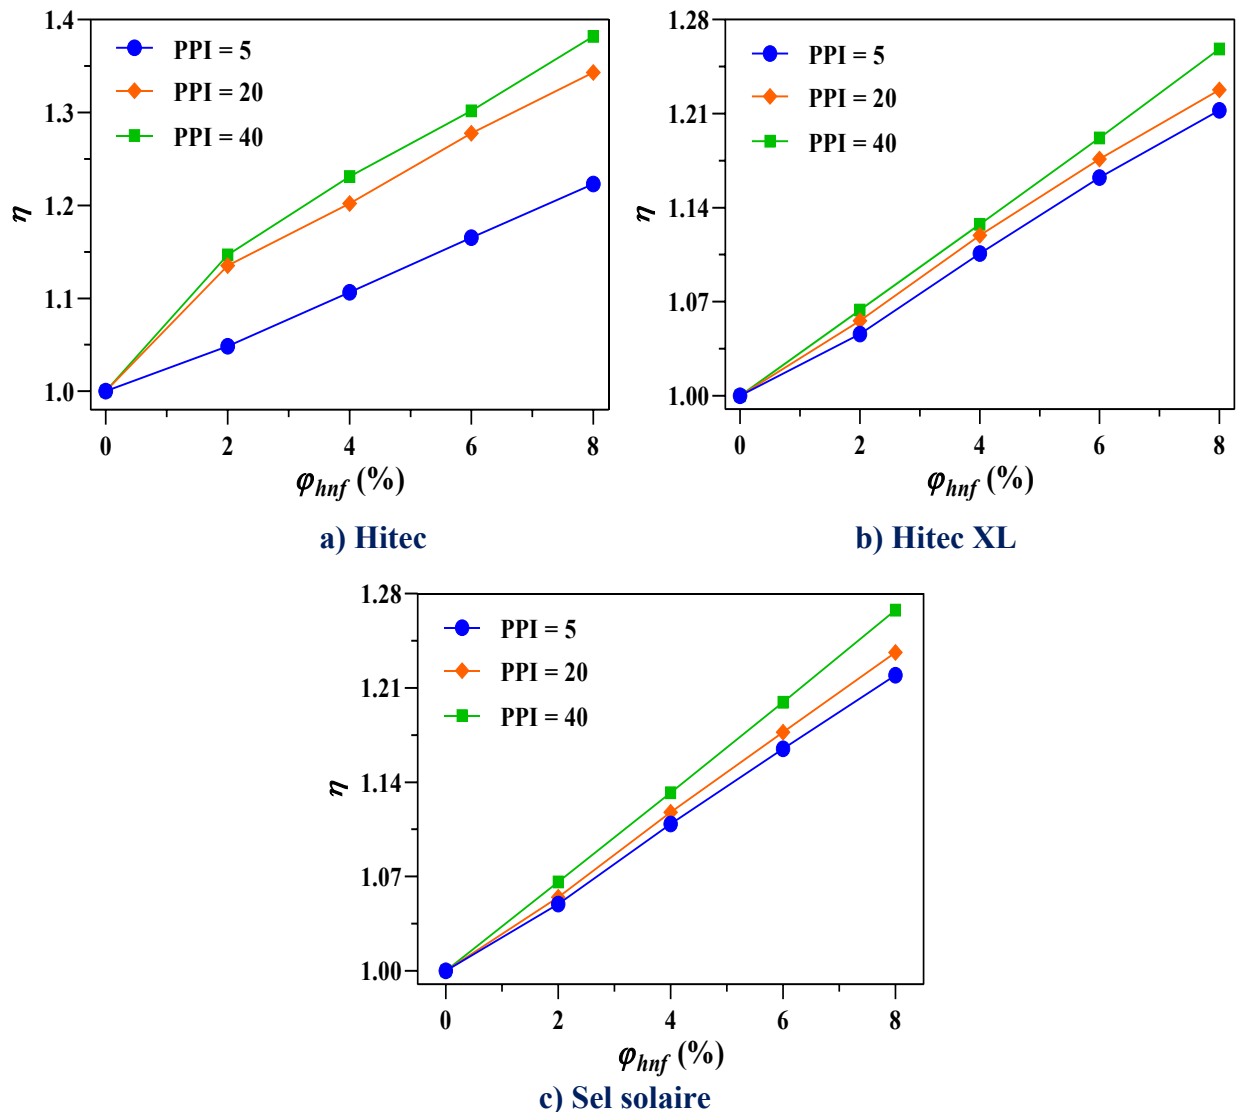 1.4
1.3
1.2
1.1
1.0
η
PPI = 5
PPI = 20
PPI = 40
0 2 4 6 8
φhnf (%)
a) Hitec
1.28
1.21
1.14
1.07
1.00
η
PPI = 5
PPI = 20
PPI = 40
0 2 4 6 8
φhnf (%)
b) Hitec XL
1.28
1.21
1.14
1.07
1.00
η
PPI = 5
PPI = 20
PPI = 40
0 2 4 6 8
φhnf (%)
c) Sel solaire